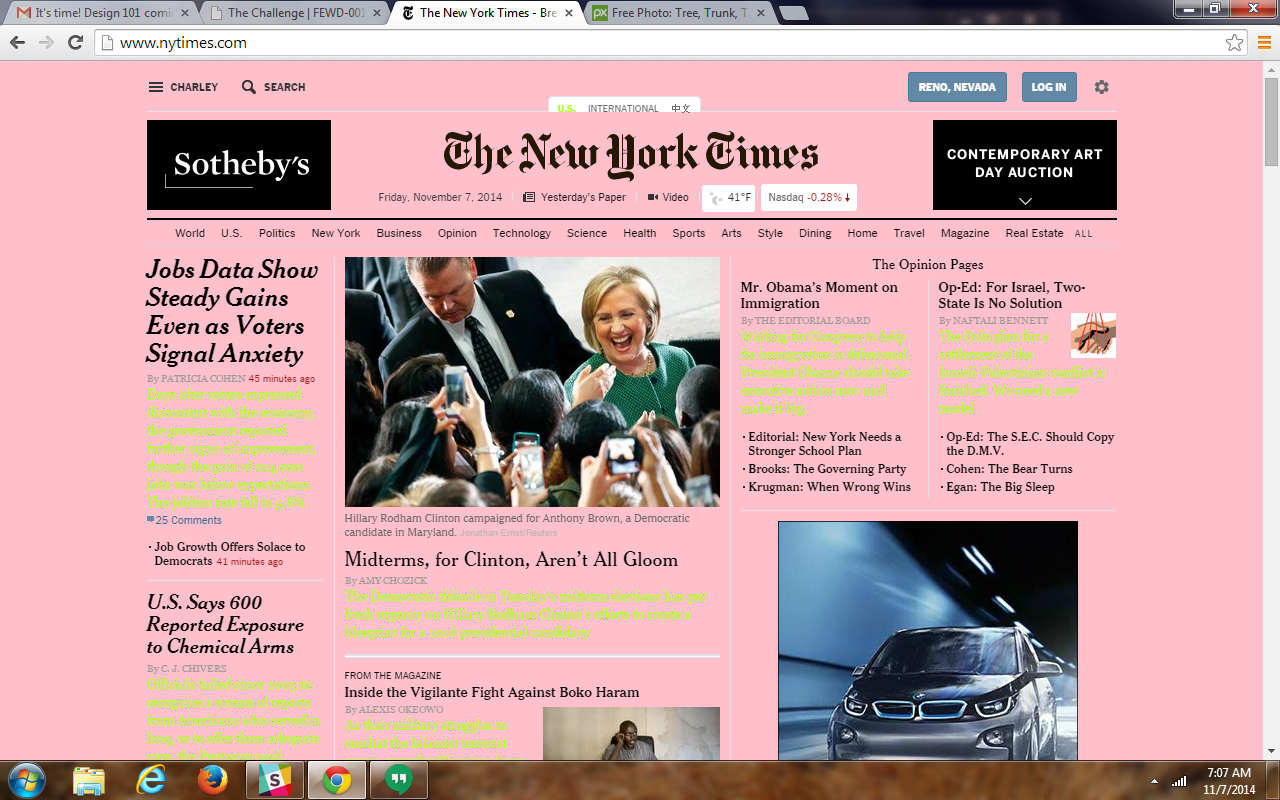 It's time! Design 101 comi
The Challenge | FEWD-001
The New York Times - Bre
Free Photo: Tree, Trunk, T
www.nytimes.com
CHARLEY
SEARCH
RENO, NEVADA
LOG IN
U.S.
INTERNATIONAL
中文
Sotheby's
The New York Times
CONTEMPORARY ART
DAY AUCTION
Friday, November 7, 2014
Yesterday's Paper
Video
41°F
Nasdaq -0.28%
World U.S. Politics New York Business Opinion Technology Science Health Sports Arts Style Dining Home Travel Magazine Real Estate ALL
Jobs Data Show
Steady Gains
Even as Voters
Signal Anxiety
By PATRICIA COHEN 45 minutes ago
Days after voters expressed
discontent with the economy,
the government reported
further signs of improvement,
though the gain of 214,000
jobs was below expectations.
The jobless rate fell to 5.8%.
25 Comments
· Job Growth Offers Solace to
Democrats 41 minutes ago
U.S. Says 600
Reported Exposure
to Chemical Arms
By C. J. CHIVERS
Officials failed since 2003 to
recognize a stream of reports
from Americans who served in
Iraq, or to offer them adequate
care, the Pentagon said.
Hillary Rodham Clinton campaigned for Anthony Brown, a Democratic
candidate in Maryland. Jonathan Ernst/Reuters
Midterms, for Clinton, Aren't All Gloom
By AMY CHOZICK
The Democratic debacle in Tuesday's midterm elections has put
fresh urgency on Hillary Rodham Clinton's efforts to create a
blueprint for a 2016 presidential candidacy.
FROM THE MAGAZINE
Inside the Vigilante Fight Against Boko Haram
By ALEXIS OKEOWO
As their military struggles to
combat the Islamist terrorist
The Opinion Pages
Mr. Obama's Moment on
Immigration
By THE EDITORIAL BOARD
Waiting for Congress to help
fix immigration is delusional.
President Obama should take
executive action now and
make it big.
· Editorial: New York Needs a
Stronger School Plan
· Brooks: The Governing Party
· Krugman: When Wrong Wins
Op-Ed: For Israel, Two-
State Is No Solution
By NAFTALI BENNETT
The Oslo plan for a
settlement of the
Israeli-Palestinian conflict is
finished. We need a new
model.
· Op-Ed: The S.E.C. Should Copy
the D.M.V.
· Cohen: The Bear Turns
· Egan: The Big Sleep
7:07 AM
11/7/2014